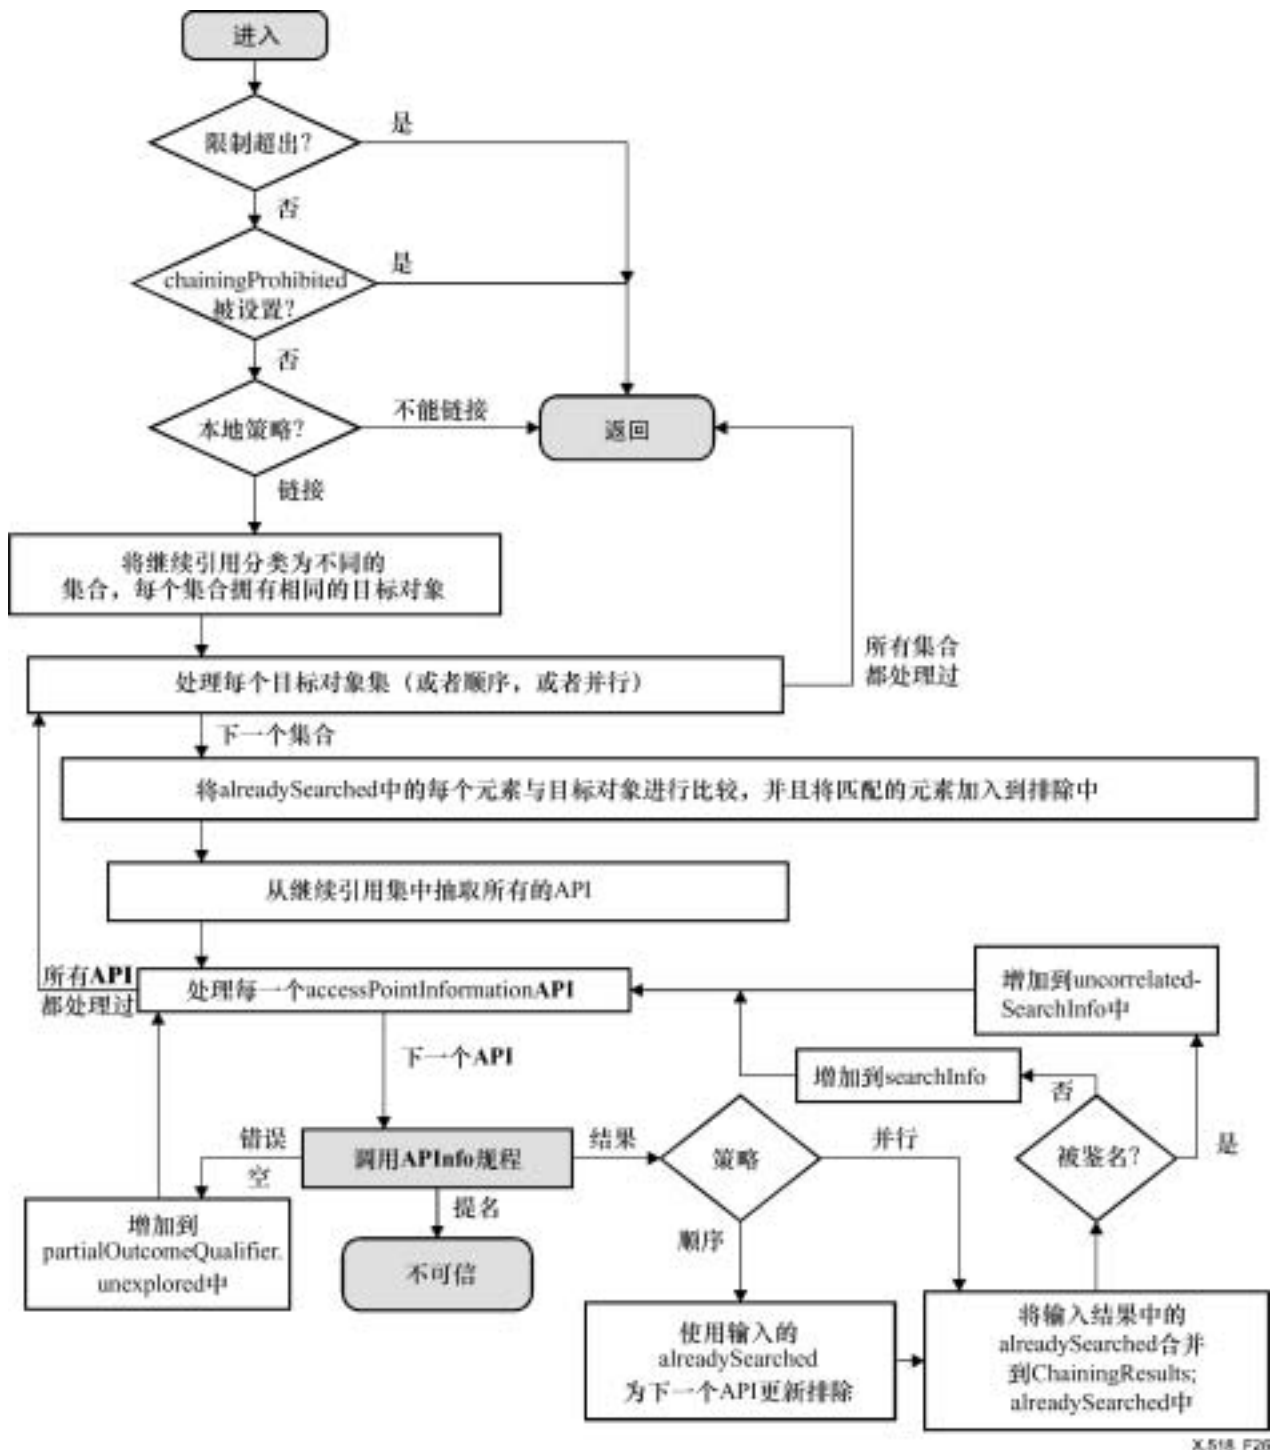 进入
限制超出?
是
否
chainingProhibited
被设置?
是
否
本地策略?
不能链接
返回
链接
将继续引用分类为不同的
集合，每个集合拥有相同的目标对象
所有集合
都处理过
处理每个目标对象集（或者顺序，或者并行）
下一个集合
将alreadySearched中的每个元素与目标对象进行比较，并且将匹配的元素加入到排除中
从继续引用集中抽取所有的API
所有API
都处理过
处理每一个accessPointInformationAPI
增加到uncorrelated-
SearchInfo中
下一个API
增加到searchInfo
否
错误
空
调用APInfo规程
结果
策略
并行
被鉴名?
是
提名
顺序
增加到
partialOutcomeQualifier.
unexplored中
不可信
使用输入的
alreadySearched
为下一个API更新排除
将输入结果中的
alreadySearched合并
到ChainingResults;
alreadySearched中
X.518_F26